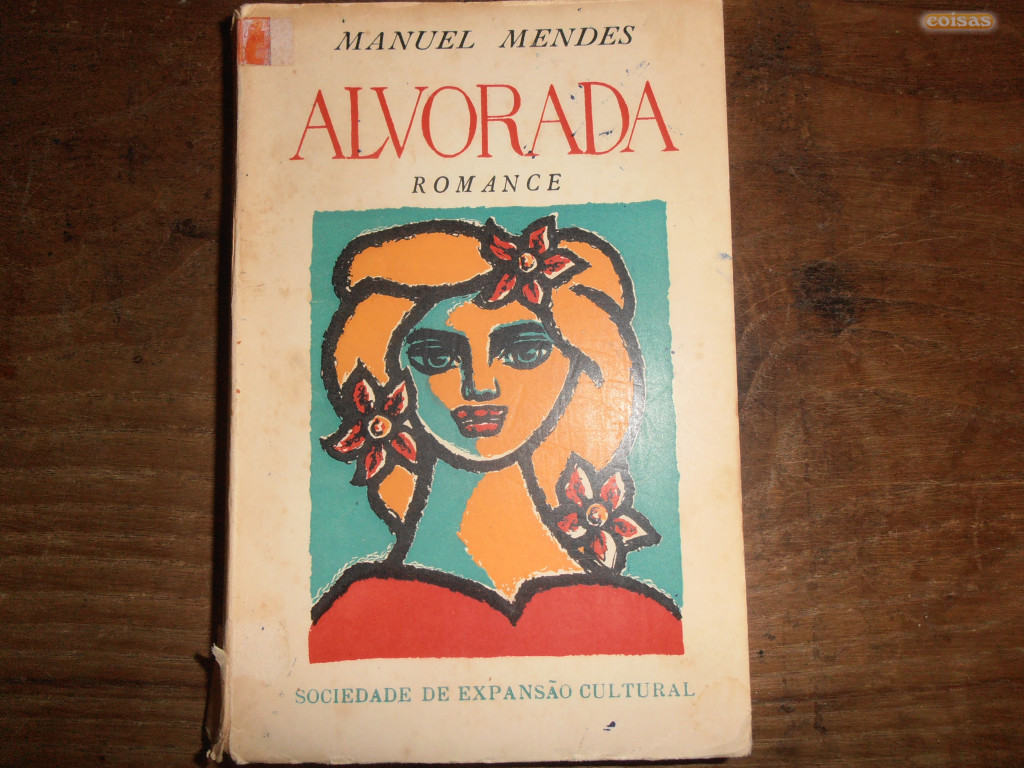 coisas
MANUEL MENDES
ALVORADA
ROMANCE
SOCIEDADE DE EXPANSÃO CULTURAL